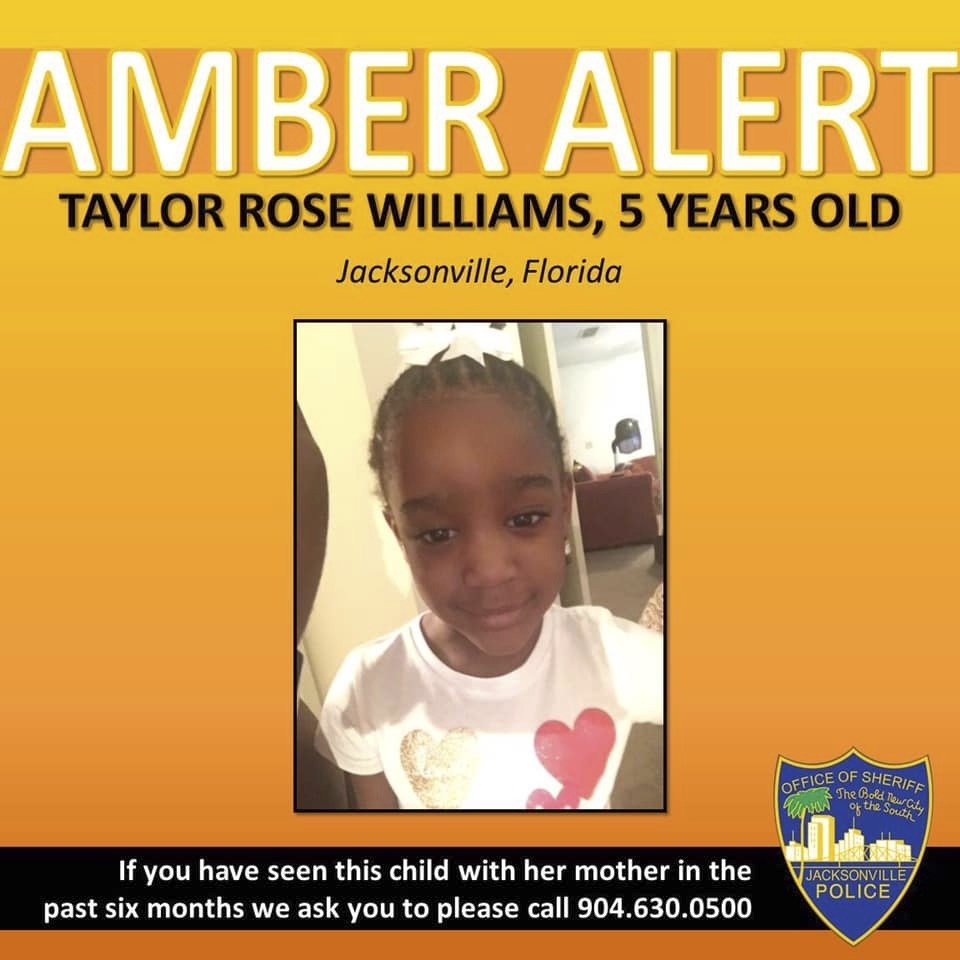 AMBER ALERT
TAYLOR ROSE WILLIAMS, 5 YEARS OLD
Jacksonville, Florida
OFFICE OF SHERIFF
The Bold New City
of the South
JACKSONVILLE
POLICE
If you have seen this child with her mother in the
past six months we ask you to please call 904.630.0500